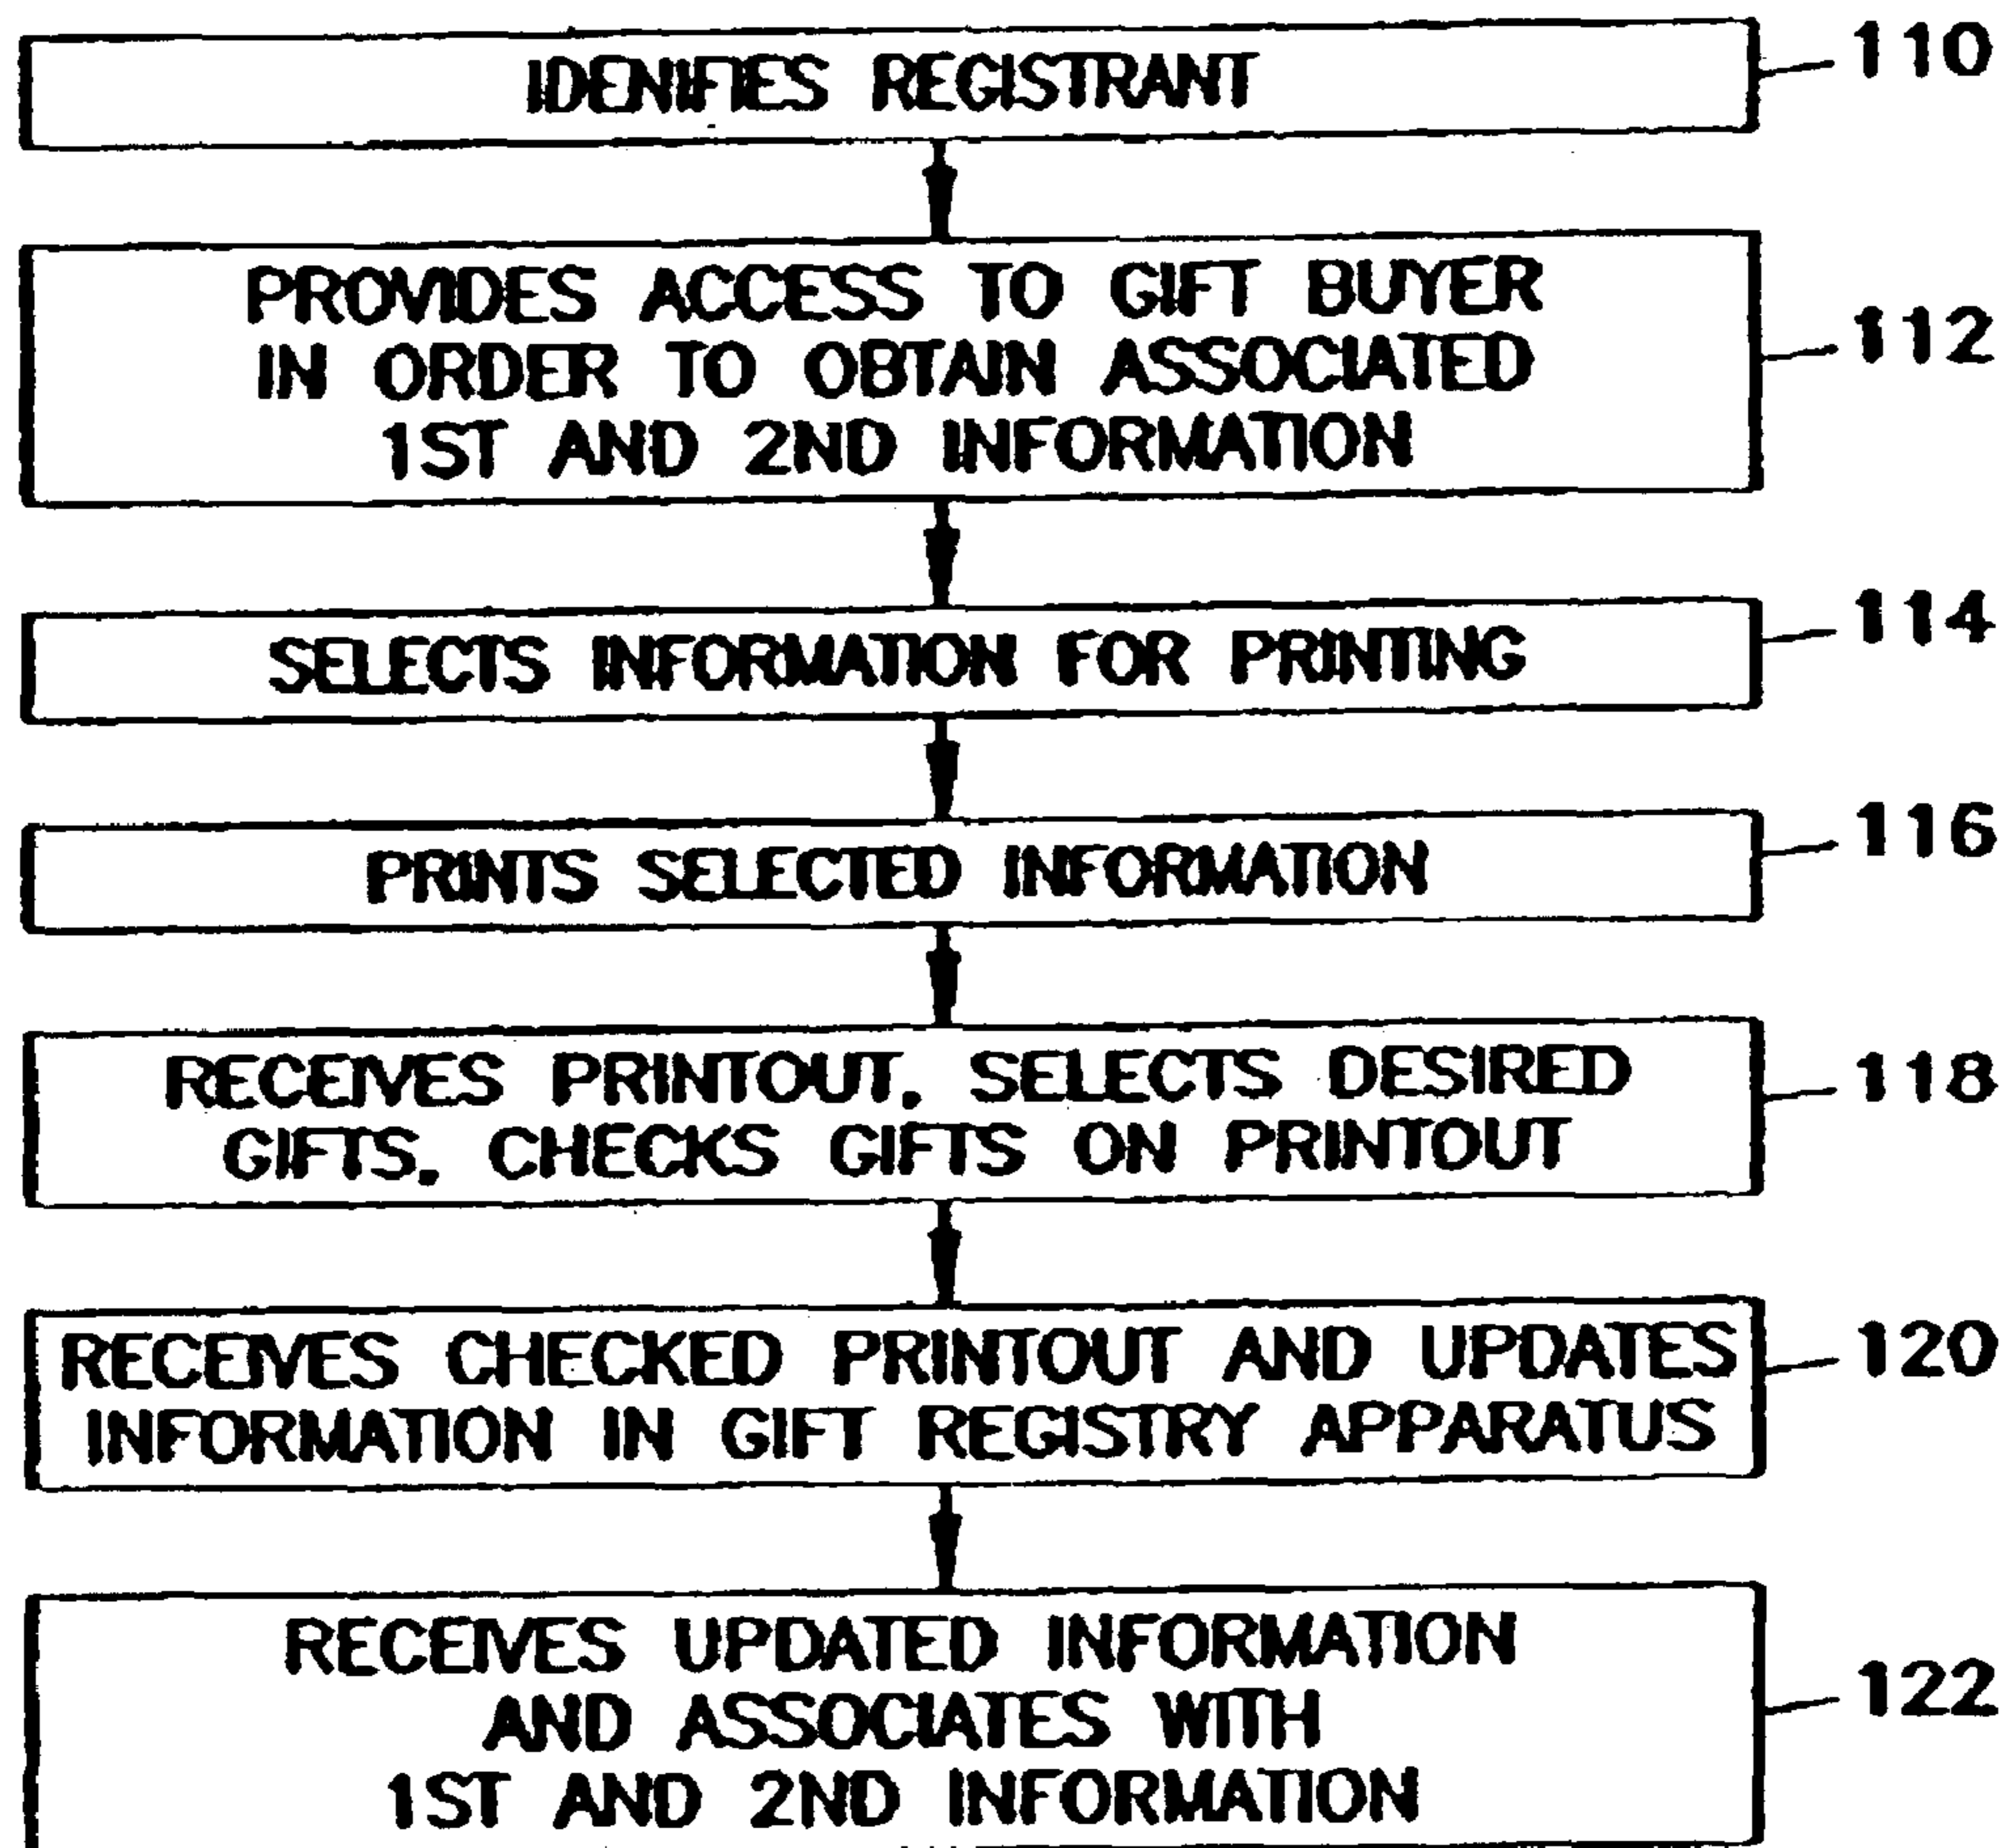 IDENIFIES REGISTRANT
110
PROVIDES ACCESS TO GIFT BUYER
IN ORDER TO OBTAIN ASSOCIATED
1ST AND 2ND INFORMATION
112
SELECTS INFORMATION FOR PRINTING
114
PRINTS SELECTED INFORMATION
116
RECEIVES PRINTOUT, SELECTS DESIRED
GIFTS, CHECKS GIFTS ON PRINTOUT
118
RECEIVES CHECKED PRINTOUT AND UPDATES
INFORMATION IN GIFT REGISTRY APPARATUS
120
RECEIVES UPDATED INFORMATION
AND ASSOCIATES WITH
1ST AND 2ND INFORMATION
122